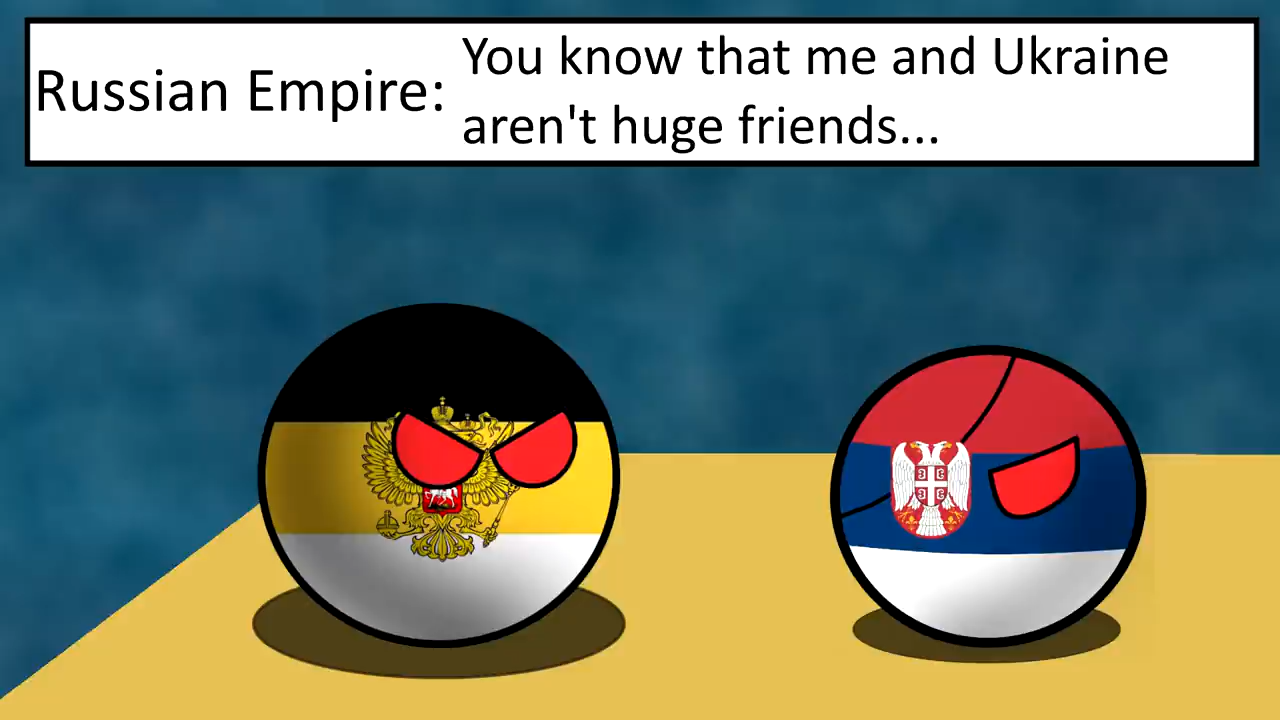 Russian Empire:
You know that me and Ukraine
aren't huge friends...